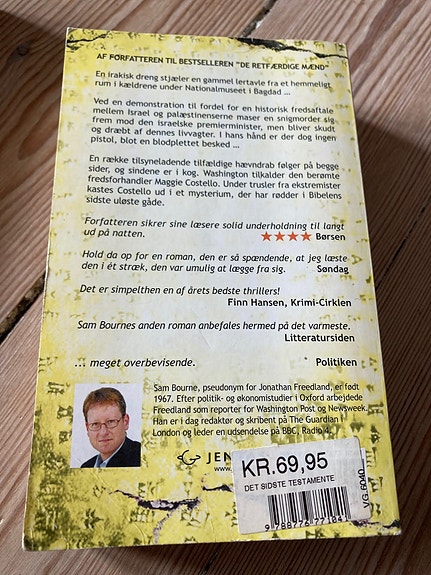 AF FORFATTEREN TIL BESTSELLEREN "DE RETFÆRDIGE MÆND"
En irakisk dreng stjæler en gammel lertavle fra et hemmeligt
rum i kældrene under Nationalmuseet i Bagdad ...
Ved en demonstration til fordel for en historisk fredsaftale
mellem Israel og palæstinenserne maser en snigmorder sig
frem mod den israelske premierminister, men bliver skudt
og dræbt af dennes livvagter. I hans hånd er der dog ingen
pistol, blot en blodplettet besked ...
En række tilsyneladende tilfældige hævndrab følger på begge
sider, og sindene er i kog. Washington tilkalder den berømte
fredsforhandler Maggie Costello. Under trusler fra ekstremister
kastes Costello ud i et mysterium, der har rødder i Bibelens
sidste uløste gåde.
Forfatteren sikrer sine læsere solid underholdning til langt
ud på natten. ★★★★ Børsen
Hold da op for en roman, den er så spændende, at jeg læste
den i ét stræk, den var umulig at lægge fra sig. Søndag
Det er simpelthen en af årets bedste thrillers!
Finn Hansen, Krimi-Cirklen
Sam Bournes anden roman anbefales hermed på det varmeste.
Litteratursiden
... meget overbevisende. Politiken
Sam Bourne, pseudonym for Jonathan Freedland, er født
1967. Efter politik- og økonomistudier i Oxford arbejdede
Freedland som reporter for Washington Post og Newsweek.
Han er i dag redaktør og skribent på The Guardian i
London og leder en udsendelse på BBC, Radio 4.
JEN
www.
KR.69,95
DET SIDSTE TESTAMENTE
VG.6040
9 788776 771041